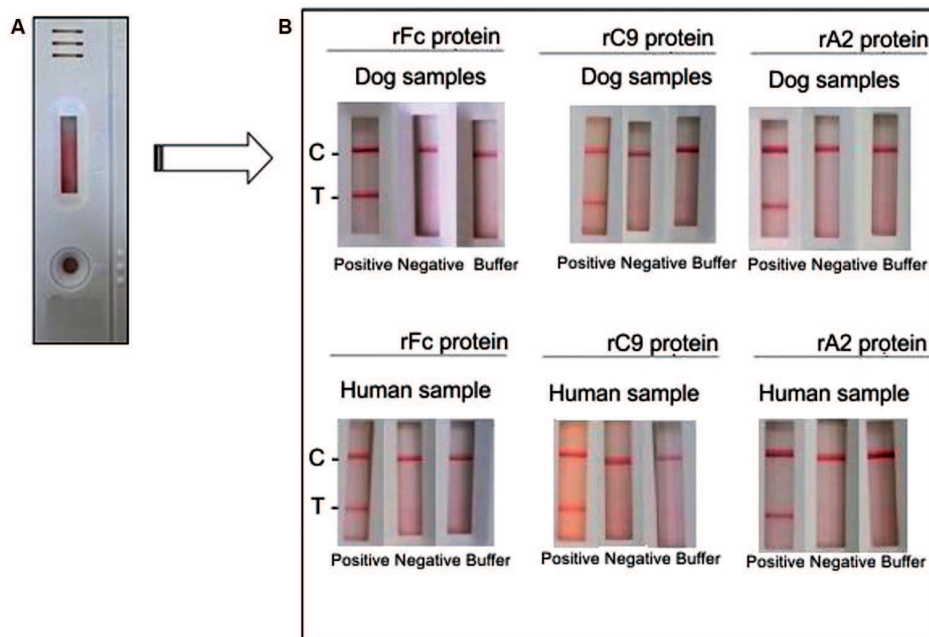 A
B
rFc protein rC9 protein rA2 protein
Dog samples Dog samples Dog samples
C -
T -
Positive Negative Buffer Positive Negative Buffer Positive Negative Buffer
rFc protein rC9 protein rA2 protein
Human sample Human sample Human sample
C -
T -
Positive Negative Buffer Positive Negative Buffer Positive Negative Buffer